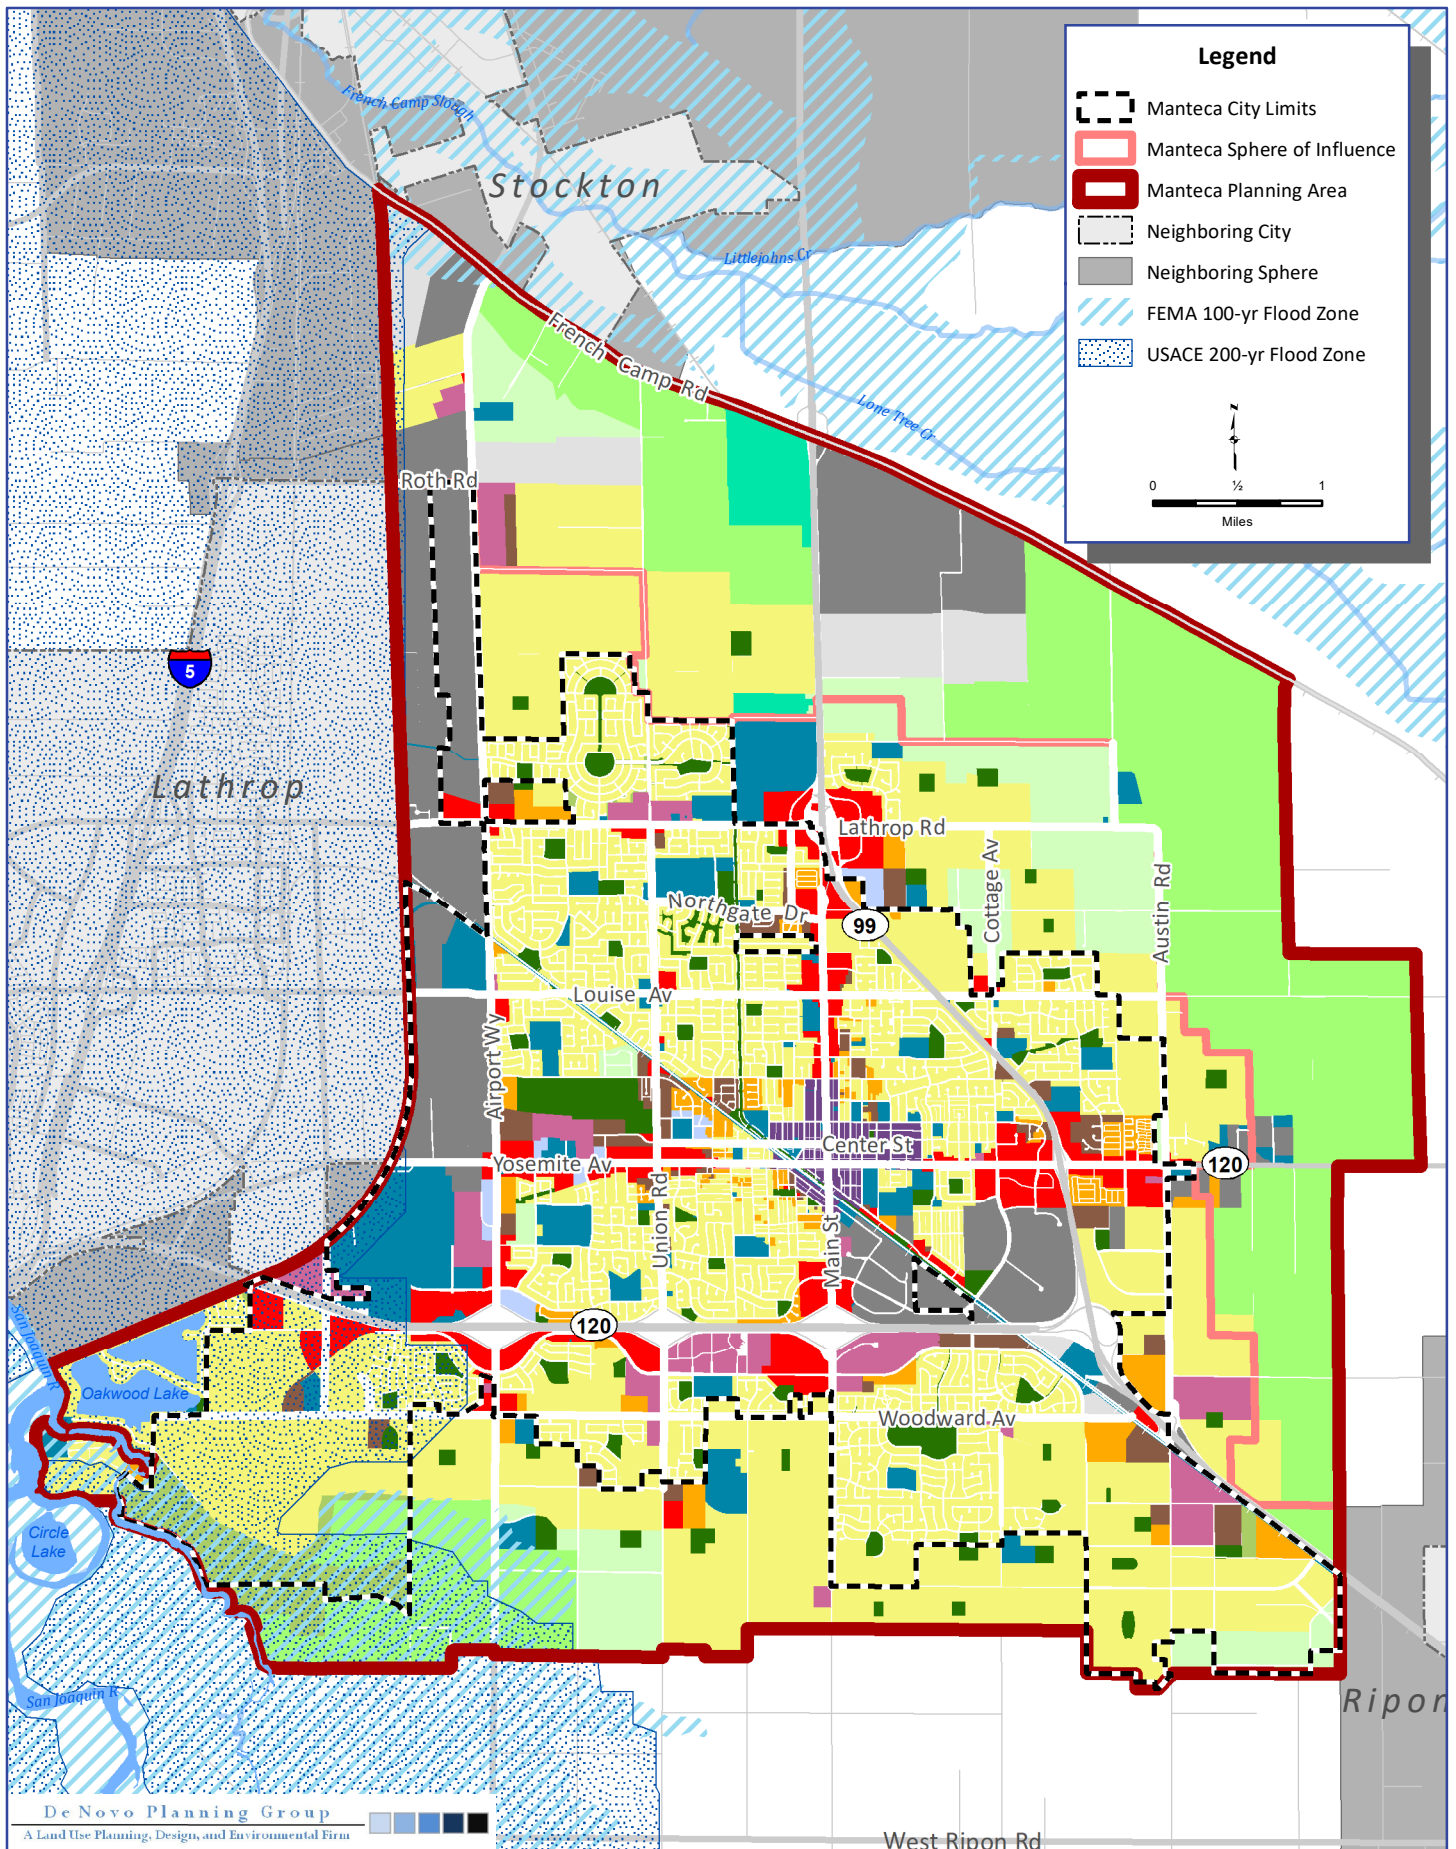 Legend
Manteca City Limits
Manteca Sphere of Influence
Manteca Planning Area
Neighboring City
Neighboring Sphere
FEMA 100-yr Flood Zone
USACE 200-yr Flood Zone
N
0 ½ 1
Miles
French Camp Slough
Stockton
Littlejohns Cr
French Camp Rd
Lone Tree Cr
Roth Rd
5
Lathrop
Lathrop Rd
Cottage Av
Austin Rd
Northgate Dr
99
Louise Av
Airport Wy
Center St
Yosemite Av
120
Union Rd
Main St
120
San Joaquin R
Oakwood Lake
Woodward Av
Circle
Lake
San Joaquin R
Ripon
De Novo Planning Group
A Land Use Planning, Design, and Environmental Firm
West Ripon Rd